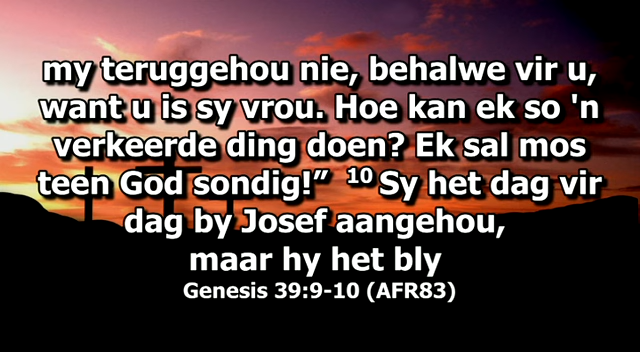 my teruggehou nie, behalwe vir u,
want u is sy vrou. Hoe kan ek so 'n
verkeerde ding doen? Ek sal mos
teen God sondig!” 10 Sy het dag vir
dag by Josef aangehou,
maar hy het bly
Genesis 39:9-10 (AFR83)